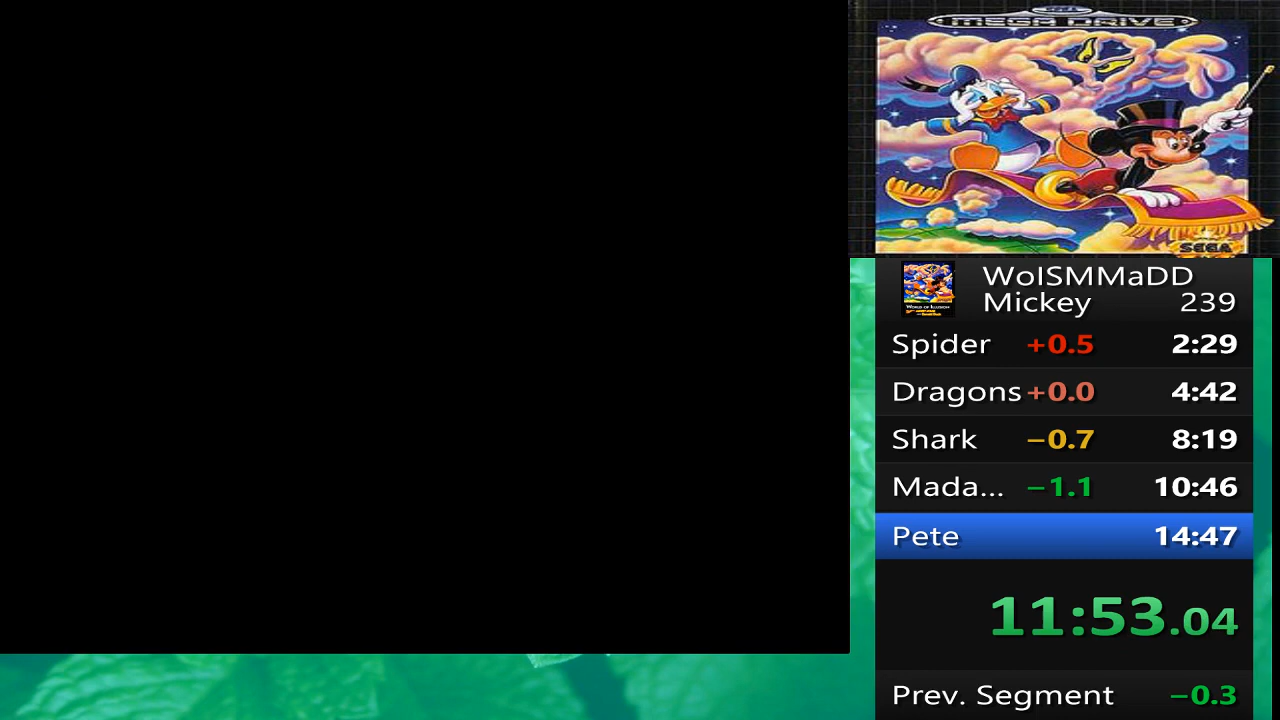 MEGA DRIVE
SEGA
WoISMMaDD
Mickey 239
Spider +0.5 2:29
Dragons +0.0 4:42
Shark −0.7 8:19
Mada... −1.1 10:46
Pete 14:47
11:53.04
Prev. Segment −0.3